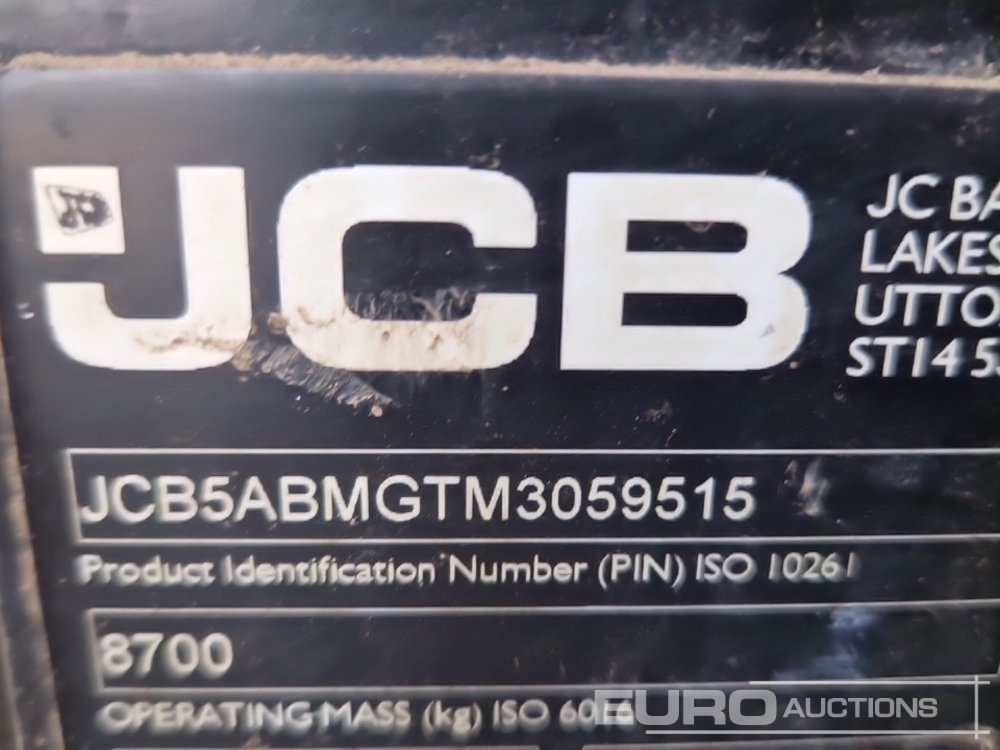 JCB
JC BA
LAKES
UTTO
ST14 5
JCB5ABMGTM3059515
Product Identification Number (PIN) ISO 10261
8700
OPERATING MASS (kg) ISO 6016
EURO AUCTIONS